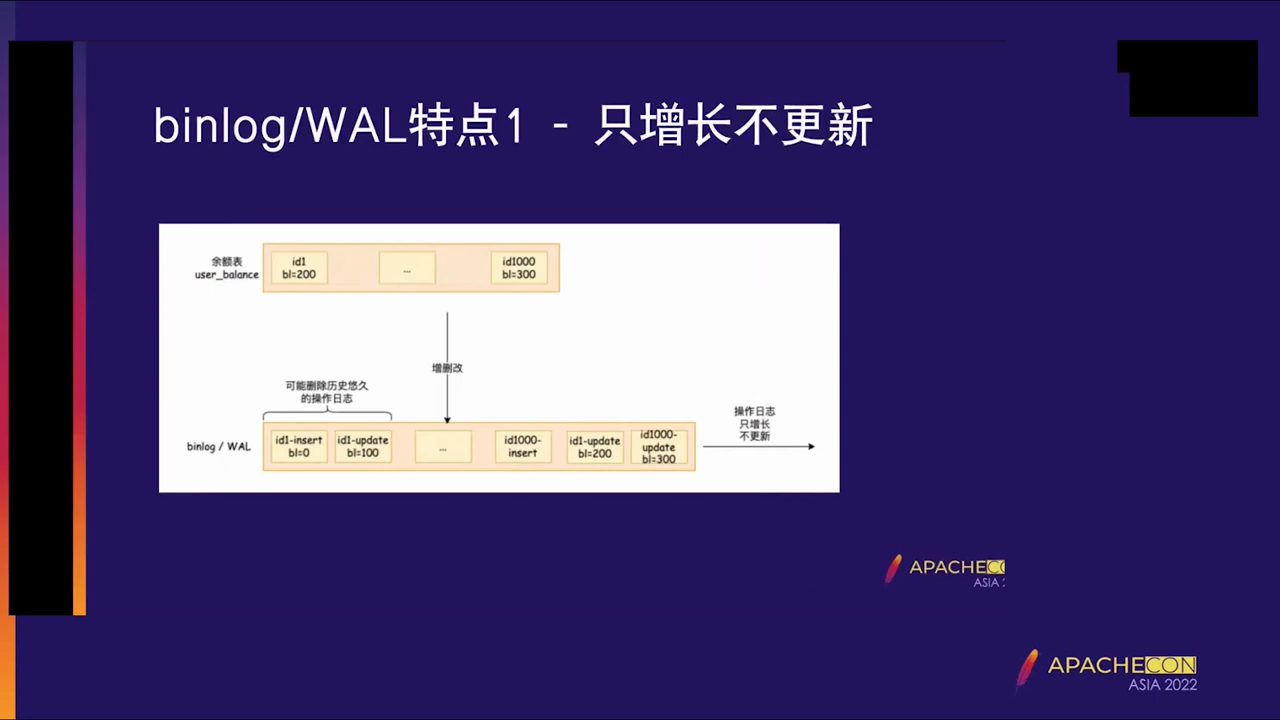 binlog/WAL特点1 - 只增长不更新
余额表
user_balance
id1
bl=200
...
id1000
bl=300
增删改
可能删除历史悠久
的操作日志
binlog / WAL
id1-insert
bl=0
id1-update
bl=100
...
id1000-
insert
id1-update
bl=200
id1000-
update
bl=300
操作日志
只增长
不更新
APACHECO
ASIA 2
APACHECON
ASIA 2022